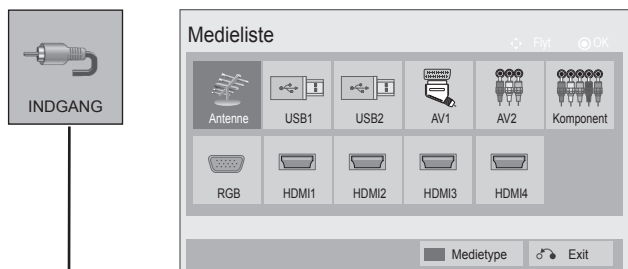 INDGANG
Medieliste
Flyt OK
Antenne USB1 USB2 AV1 AV2 Komponent
RGB HDMI1 HDMI2 HDMI3 HDMI4
Medietype Exit